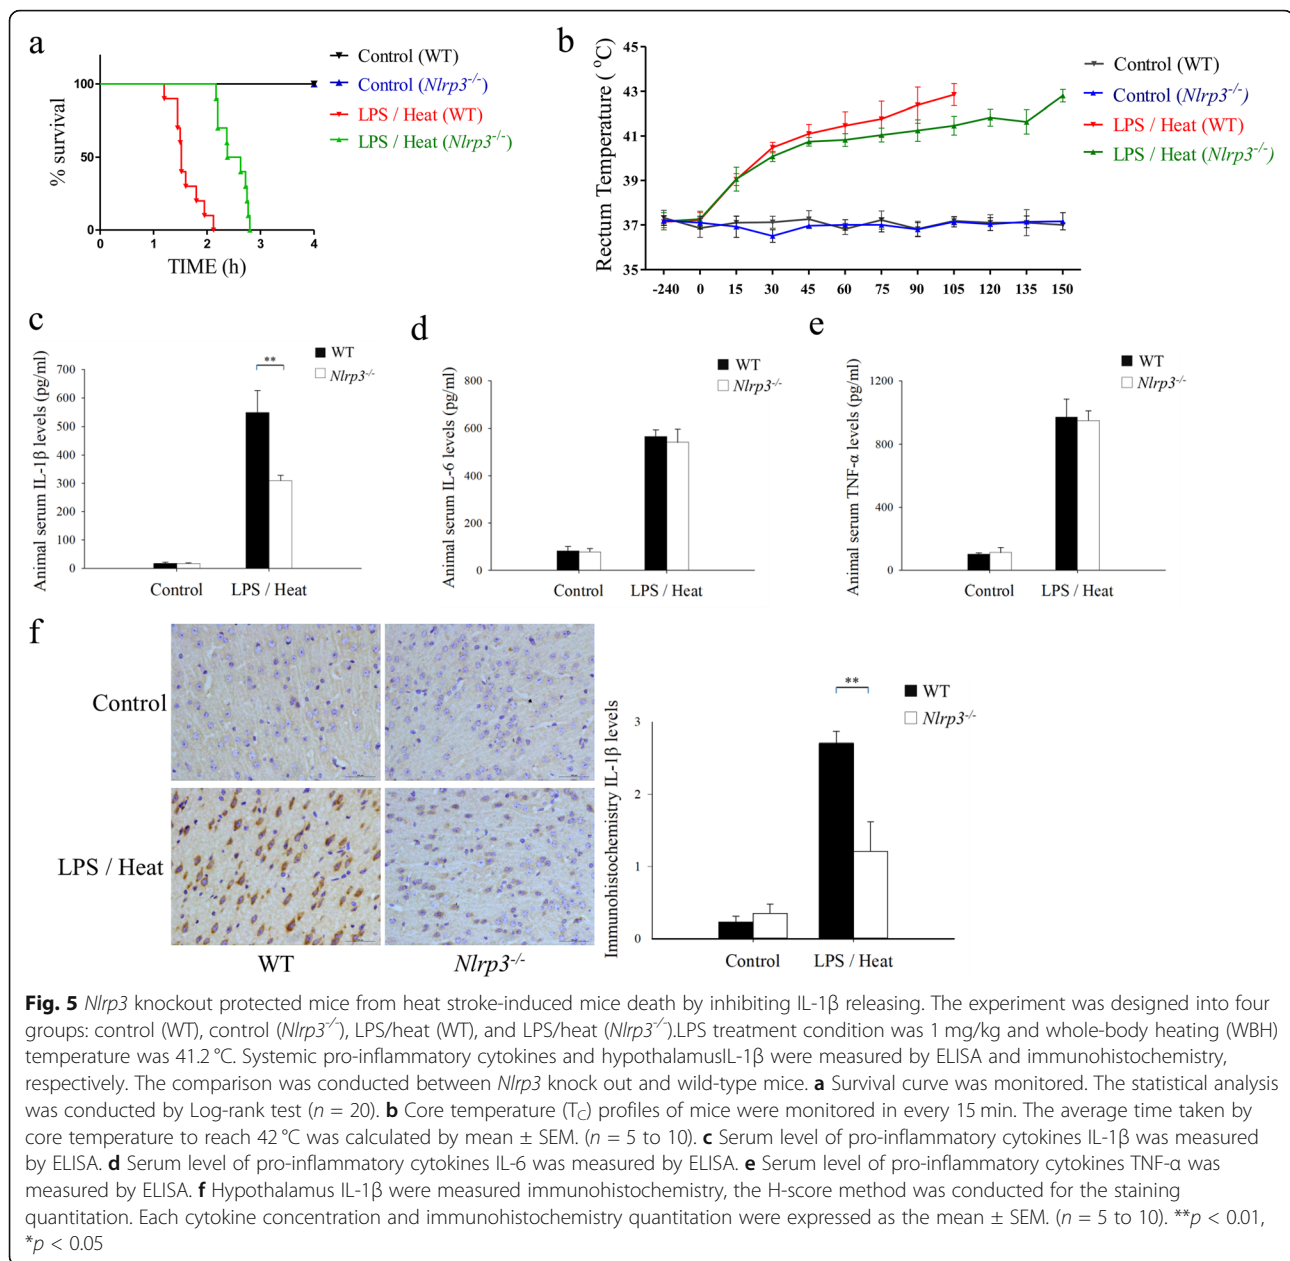 a
Control (WT)
Control (Nlrp3-/-)
LPS / Heat (WT)
LPS / Heat (Nlrp3-/-)
% survival
100
50
0
0 1 2 3 4
TIME (h)
b
Control (WT)
Control (Nlrp3-/-)
LPS / Heat (WT)
LPS / Heat (Nlrp3-/-)
Rectum Temperature ( °C)
45
43
41
39
37
35
-240 0 15 30 45 60 75 90 105 120 135 150
c
WT
Nlrp3-/-
**
Animal serum IL-1β levels (pg/ml)
700
600
500
400
300
200
100
0
Control LPS / Heat
d
WT
Nlrp3-/-
Animal serum IL-6 levels (pg/ml)
800
600
400
200
0
Control LPS / Heat
e
WT
Nlrp3-/-
Animal serum TNF-α levels (pg/ml)
1200
800
400
0
Control LPS / Heat
f
Control
LPS / Heat
WT Nlrp3-/-
WT
Nlrp3-/-
**
Immunohistochemistry IL-1β levels
3
2
1
0
Control LPS / Heat
Fig. 5 Nlrp3 knockout protected mice from heat stroke-induced mice death by inhibiting IL-1β releasing. The experiment was designed into four
groups: control (WT), control (Nlrp3-/-), LPS/heat (WT), and LPS/heat (Nlrp3-/-).LPS treatment condition was 1 mg/kg and whole-body heating (WBH)
temperature was 41.2 °C. Systemic pro-inflammatory cytokines and hypothalamusIL-1β were measured by ELISA and immunohistochemistry,
respectively. The comparison was conducted between Nlrp3 knock out and wild-type mice. a Survival curve was monitored. The statistical analysis
was conducted by Log-rank test (n = 20). b Core temperature (TC) profiles of mice were monitored in every 15 min. The average time taken by
core temperature to reach 42 °C was calculated by mean ± SEM. (n = 5 to 10). c Serum level of pro-inflammatory cytokines IL-1β was measured
by ELISA. d Serum level of pro-inflammatory cytokines IL-6 was measured by ELISA. e Serum level of pro-inflammatory cytokines TNF-α was
measured by ELISA. f Hypothalamus IL-1β were measured immunohistochemistry, the H-score method was conducted for the staining
quantitation. Each cytokine concentration and immunohistochemistry quantitation were expressed as the mean ± SEM. (n = 5 to 10). **p < 0.01,
*p < 0.05